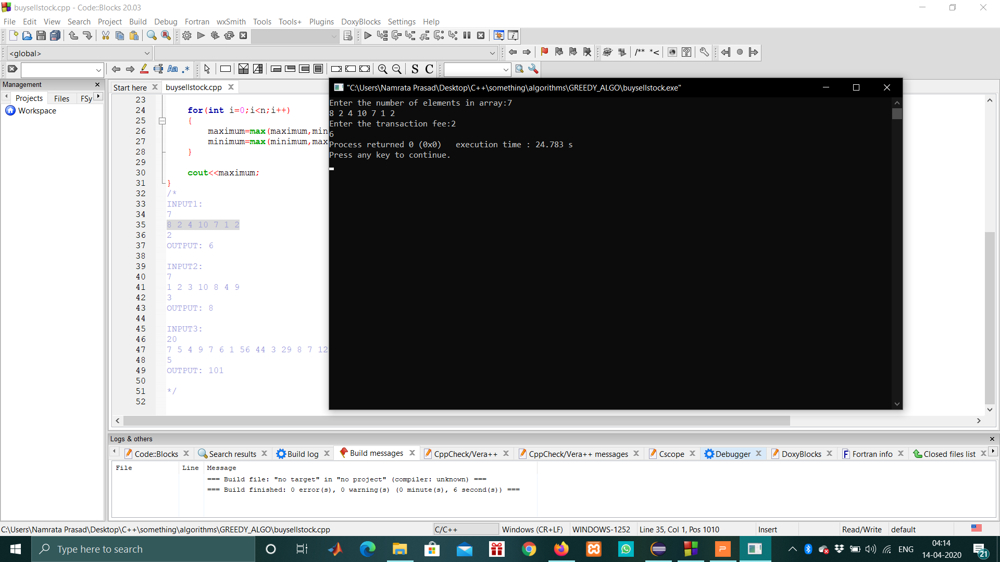 buysellstock.cpp - Code::Blocks 20.03
File Edit View Search Project Build Debug Fortran wxSmith Tools Tools+ Plugins DoxyBlocks Settings Help
<global>
/** *<
Aa .* S C
Management
Projects Files FSy
Workspace
Start here buysellstock.cpp
23
24 for(int i=0;i<n;i++)
25 {
26 maximum=max(maximum,min
27 minimum=max(minimum,max
28 }
29
30 cout<<maximum;
31 }
32 /*
33 INPUT1:
34 7
35 8 2 4 10 7 1 2
36 2
37 OUTPUT: 6
38
39 INPUT2:
40 7
41 1 2 3 10 8 4 9
42 3
43 OUTPUT: 8
44
45 INPUT3:
46 20
47 7 5 4 9 7 6 1 56 44 3 29 8 7 12
48 5
49 OUTPUT: 101
50
51 */
52
"C:\Users\Namrata Prasad\Desktop\C++\something\algorithms\GREEDY_ALGO\buysellstock.exe"
Enter the number of elements in array:7
8 2 4 10 7 1 2
Enter the transaction fee:2
6
Process returned 0 (0x0) execution time : 24.783 s
Press any key to continue.
Logs & others
Code::Blocks Search results Build log Build messages CppCheck/Vera++ CppCheck/Vera++ messages Cscope Debugger DoxyBlocks Fortran info Closed files list
File Line Message
=== Build file: "no target" in "no project" (compiler: unknown) ===
=== Build finished: 0 error(s), 0 warning(s) (0 minute(s), 6 second(s)) ===
C:\Users\Namrata Prasad\Desktop\C++\something\algorithms\GREEDY_ALGO\buysellstock.cpp C/C++ Windows (CR+LF) WINDOWS-1252 Line 35, Col 1, Pos 1010 Insert Read/Write default
Type here to search
ENG
04:14
14-04-2020
21